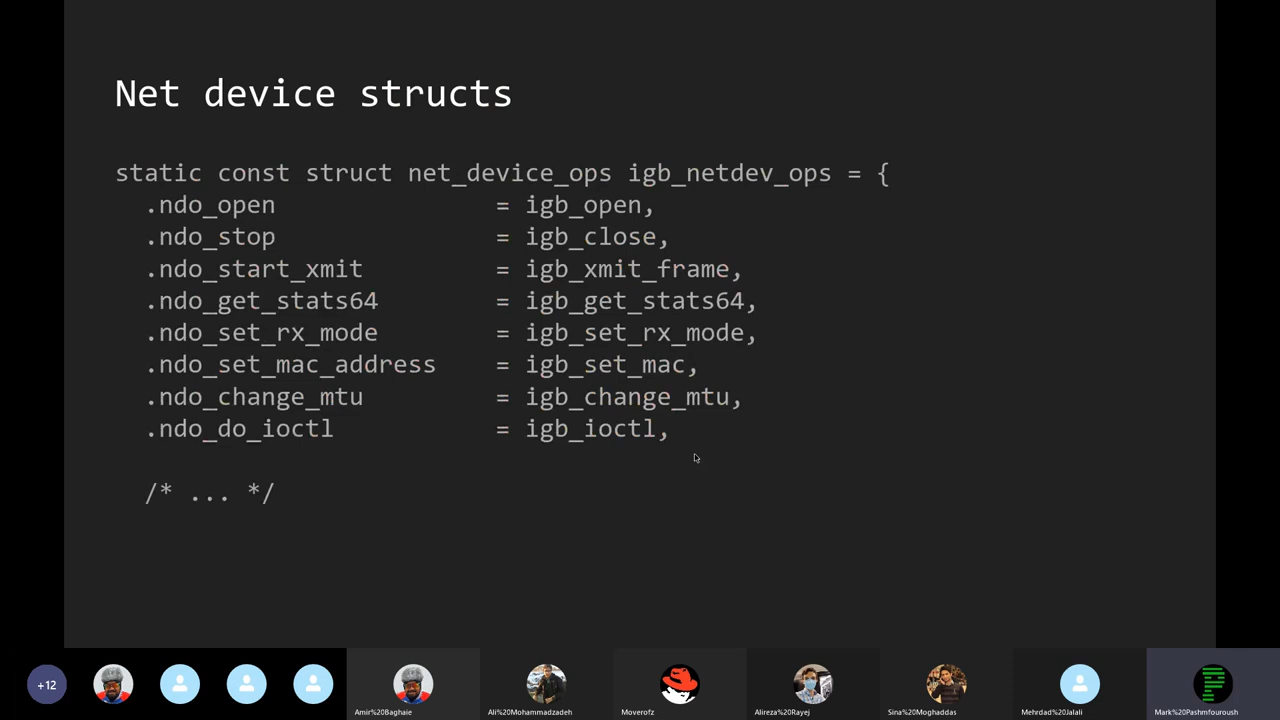 Net device structs
static const struct net_device_ops igb_netdev_ops = {
.ndo_open = igb_open,
.ndo_stop = igb_close,
.ndo_start_xmit = igb_xmit_frame,
.ndo_get_stats64 = igb_get_stats64,
.ndo_set_rx_mode = igb_set_rx_mode,
.ndo_set_mac_address = igb_set_mac,
.ndo_change_mtu = igb_change_mtu,
.ndo_do_ioctl = igb_ioctl,
/* ... */
+12
Amir%20Baghaie
Ali%20Mohammadzadeh
Moverofz
Alireza%20Rayej
Sina%20Moghaddas
Mehrdad%20Jalali
Mark%20Pashmfouroush